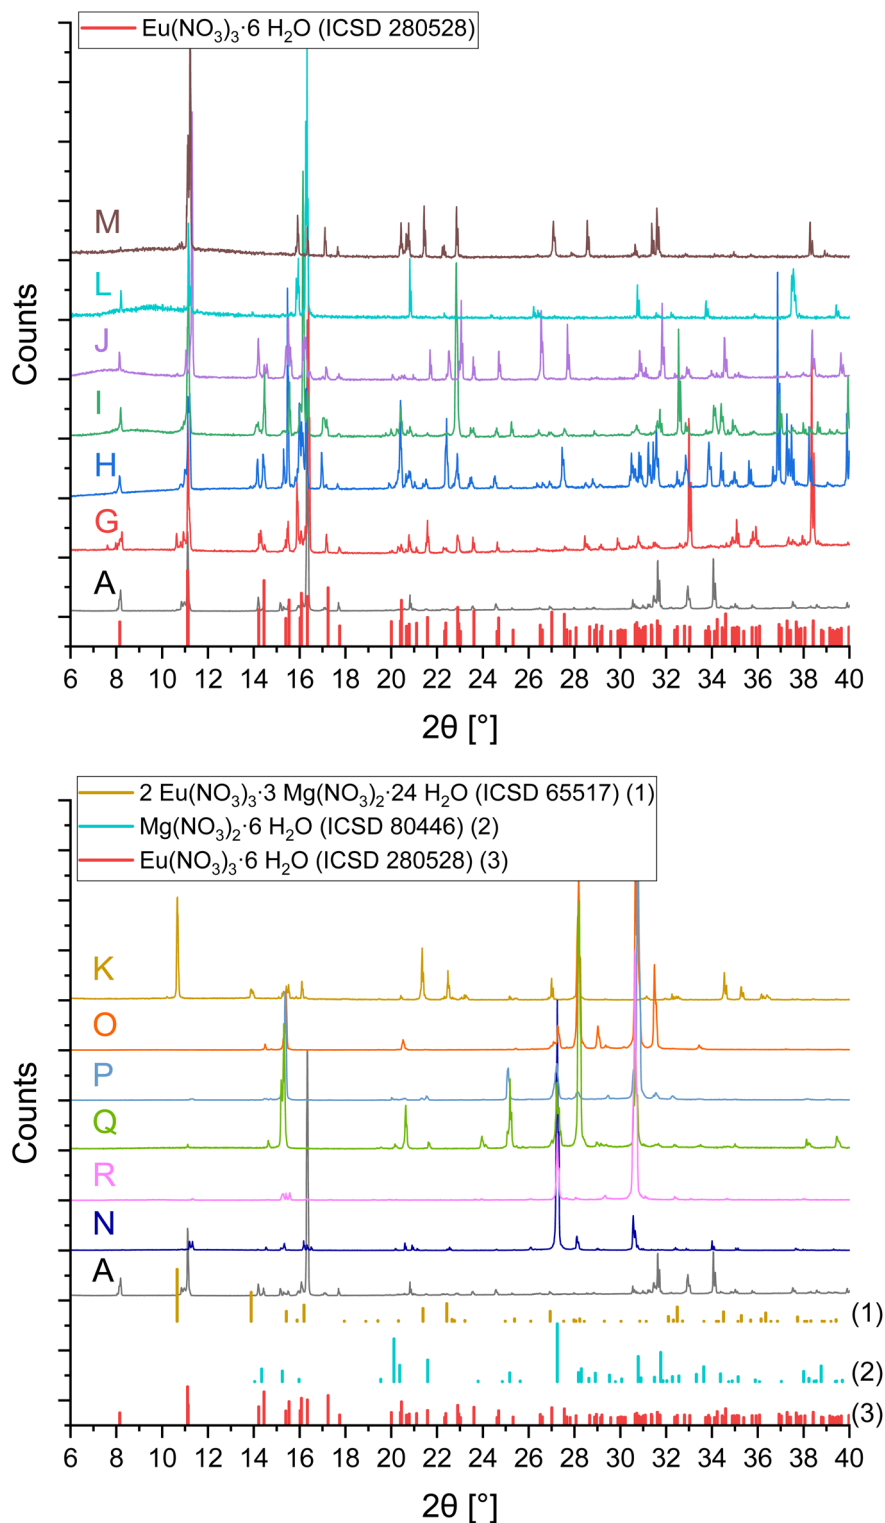 Eu(NO₃)₃·6 H₂O (ICSD 280528)
M
L
J
I
H
G
A
Counts
6 8 10 12 14 16 18 20 22 24 26 28 30 32 34 36 38 40
2θ [°]
2 Eu(NO₃)₃·3 Mg(NO₃)₂·24 H₂O (ICSD 65517) (1)
Mg(NO₃)₂·6 H₂O (ICSD 80446) (2)
Eu(NO₃)₃·6 H₂O (ICSD 280528) (3)
K
O
P
Q
R
N
A
(1)
(2)
(3)
Counts
6 8 10 12 14 16 18 20 22 24 26 28 30 32 34 36 38 40
2θ [°]